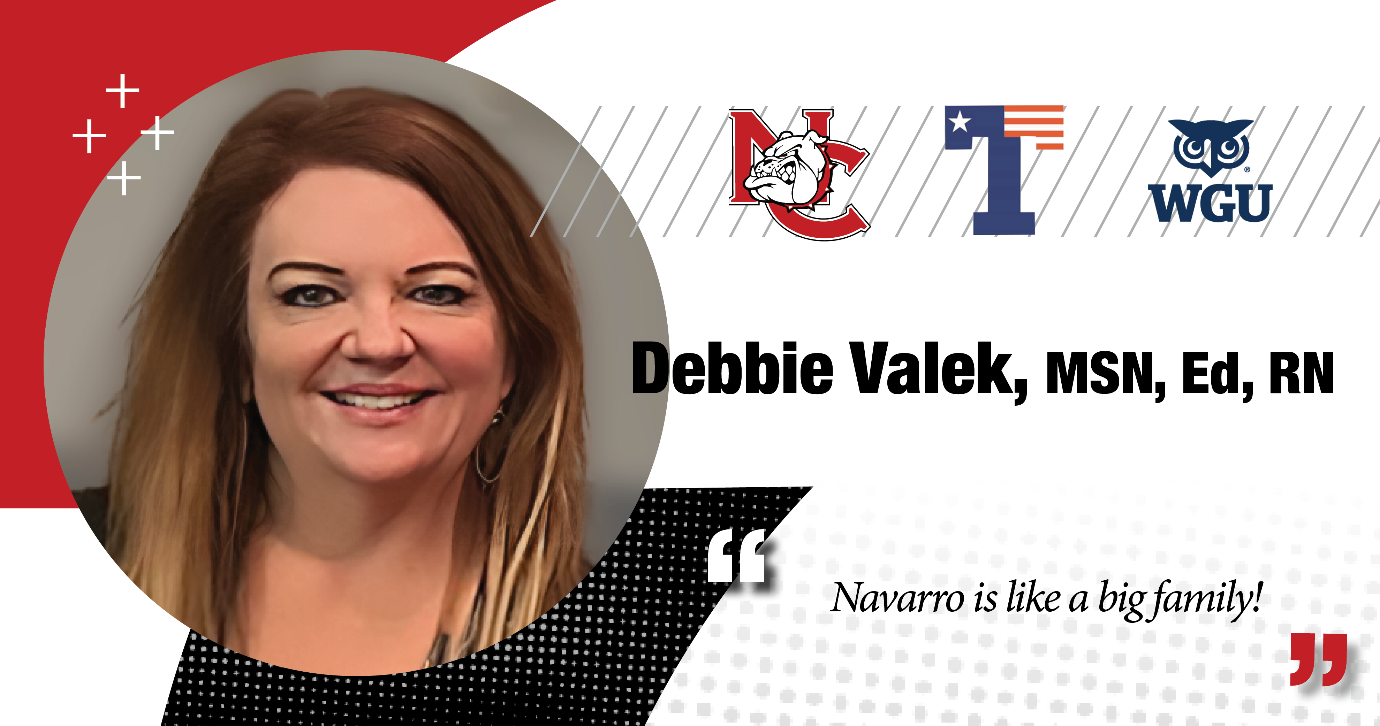 NC
T
WGU
Debbie Valek, MSN, Ed, RN
“
Navarro is like a big family!
”